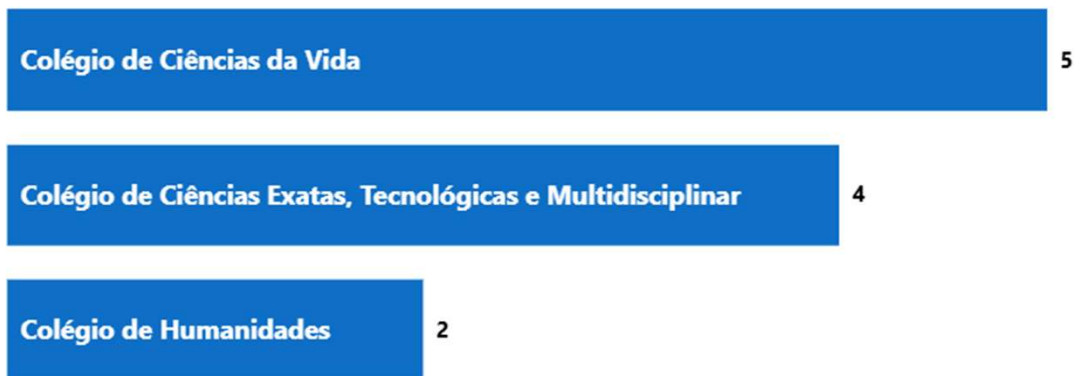 Colégio de Ciências da Vida 5
Colégio de Ciências Exatas, Tecnológicas e Multidisciplinar 4
Colégio de Humanidades 2